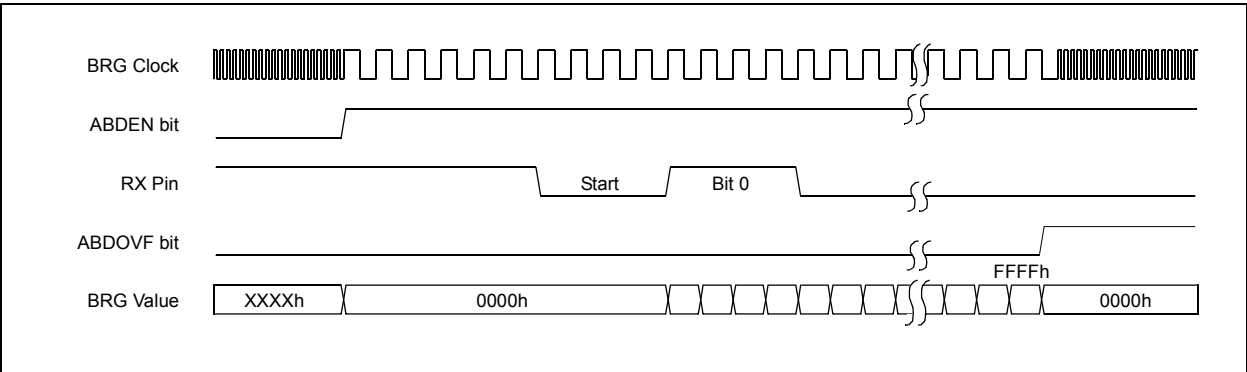 BRG Clock
ABDEN bit
RX Pin
Start
Bit 0
ABDOVF bit
FFFFh
BRG Value
XXXXh
0000h
0000h